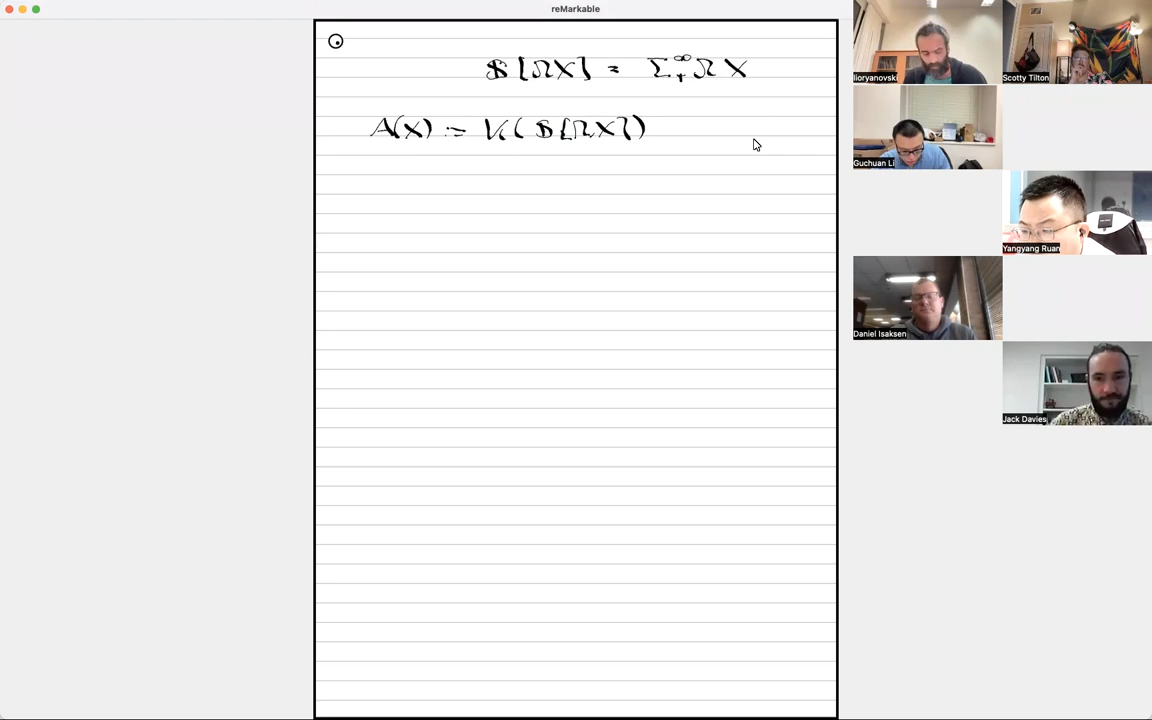 reMarkable
𝕊[ΩX] = Σ₊^∞ ΩX
A(X) := K(𝕊[ΩX])
lioryanovski
Scotty Tilton
Guchuan Li
Yangyang Ruan
Daniel Isaksen
Jack Davies